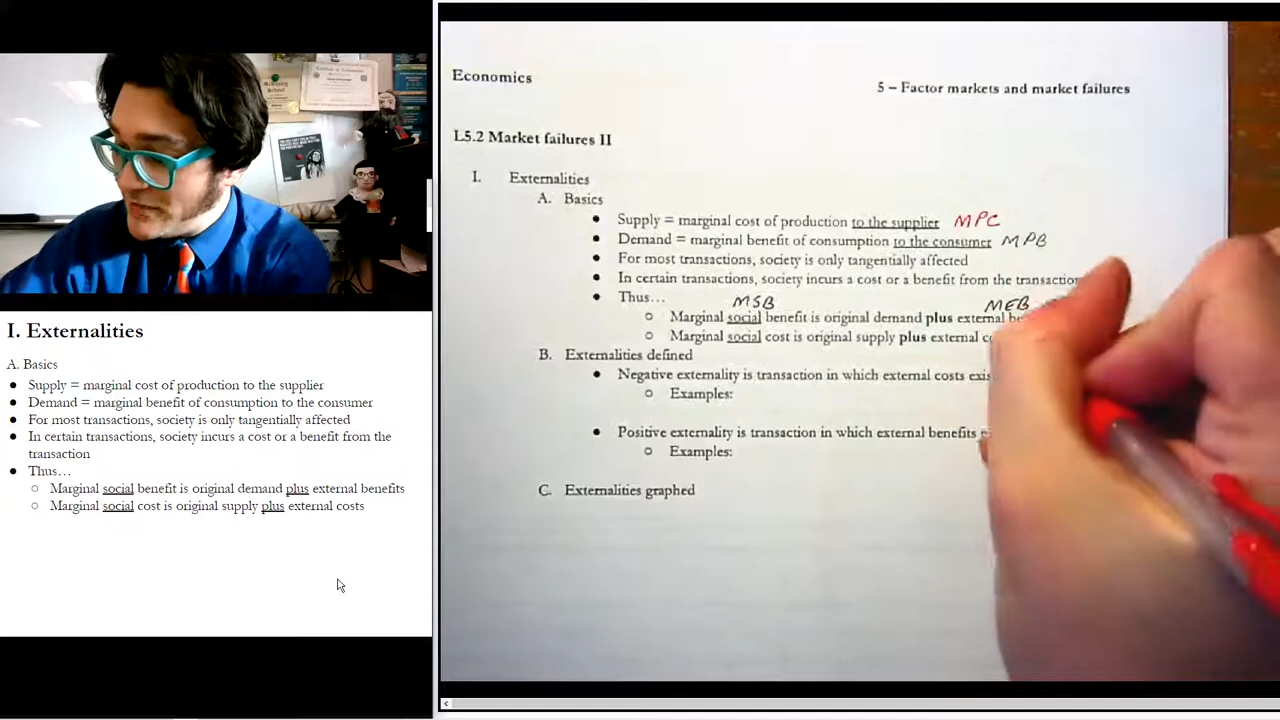 Economics
5 – Factor markets and market failures
L5.2 Market failures II
I. Externalities
A. Basics
• Supply = marginal cost of production to the supplier MPC
• Demand = marginal benefit of consumption to the consumer MPB
• For most transactions, society is only tangentially affected
• In certain transactions, society incurs a cost or a benefit from the transaction
• Thus…
MSB MEB
○ Marginal social benefit is original demand plus external
○ Marginal social cost is original supply plus external
B. Externalities defined
• Negative externality is transaction in which external costs
○ Examples:
• Positive externality is transaction in which external benefits
○ Examples:
C. Externalities graphed
I. Externalities
A. Basics
● Supply = marginal cost of production to the supplier
● Demand = marginal benefit of consumption to the consumer
● For most transactions, society is only tangentially affected
● In certain transactions, society incurs a cost or a benefit from the
transaction
● Thus…
○ Marginal social benefit is original demand plus external benefits
○ Marginal social cost is original supply plus external costs